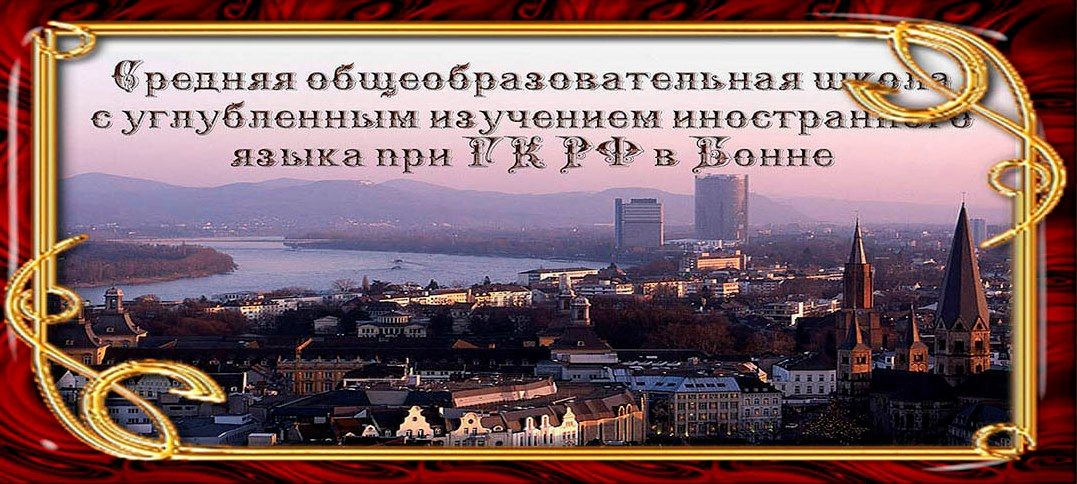 Средняя общеобразовательная школа
с углубленным изучением иностранного
языка при ГК РФ в Бонне